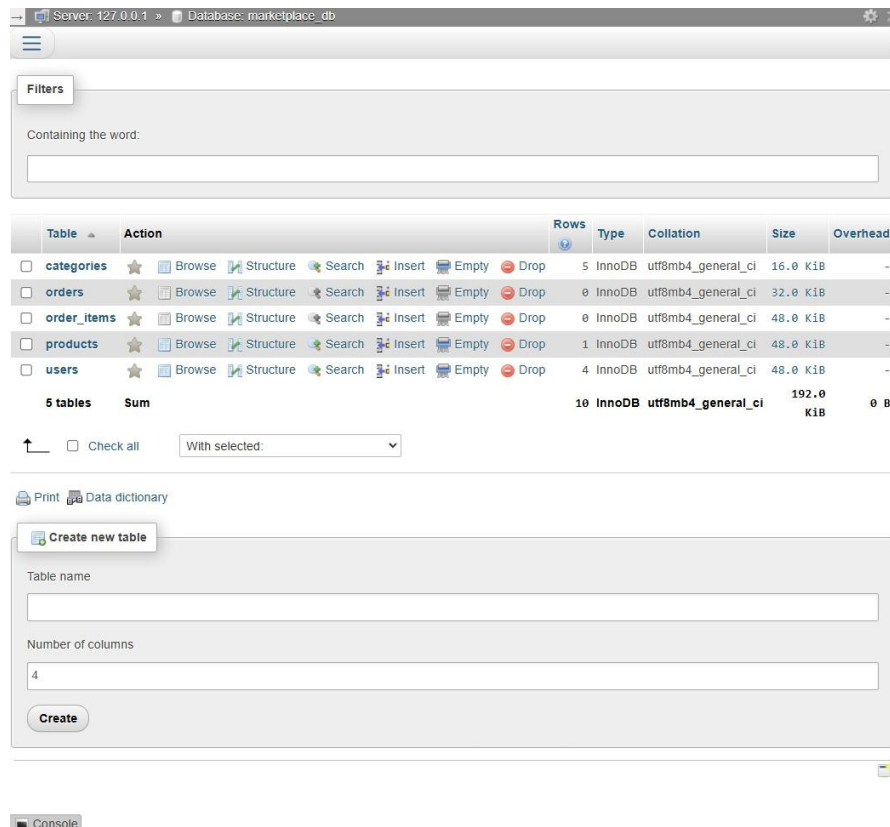 Server: 127.0.0.1 » Database: marketplace_db
Filters
Containing the word:
Table Action Rows Type Collation Size Overhead
categories Browse Structure Search Insert Empty Drop 5 InnoDB utf8mb4_general_ci 16.0 KiB -
orders Browse Structure Search Insert Empty Drop 0 InnoDB utf8mb4_general_ci 32.0 KiB -
order_items Browse Structure Search Insert Empty Drop 0 InnoDB utf8mb4_general_ci 48.0 KiB -
products Browse Structure Search Insert Empty Drop 1 InnoDB utf8mb4_general_ci 48.0 KiB -
users Browse Structure Search Insert Empty Drop 4 InnoDB utf8mb4_general_ci 48.0 KiB -
5 tables Sum 10 InnoDB utf8mb4_general_ci 192.0 KiB 0 B
Check all With selected:
Print Data dictionary
Create new table
Table name
Number of columns
4
Create
Console